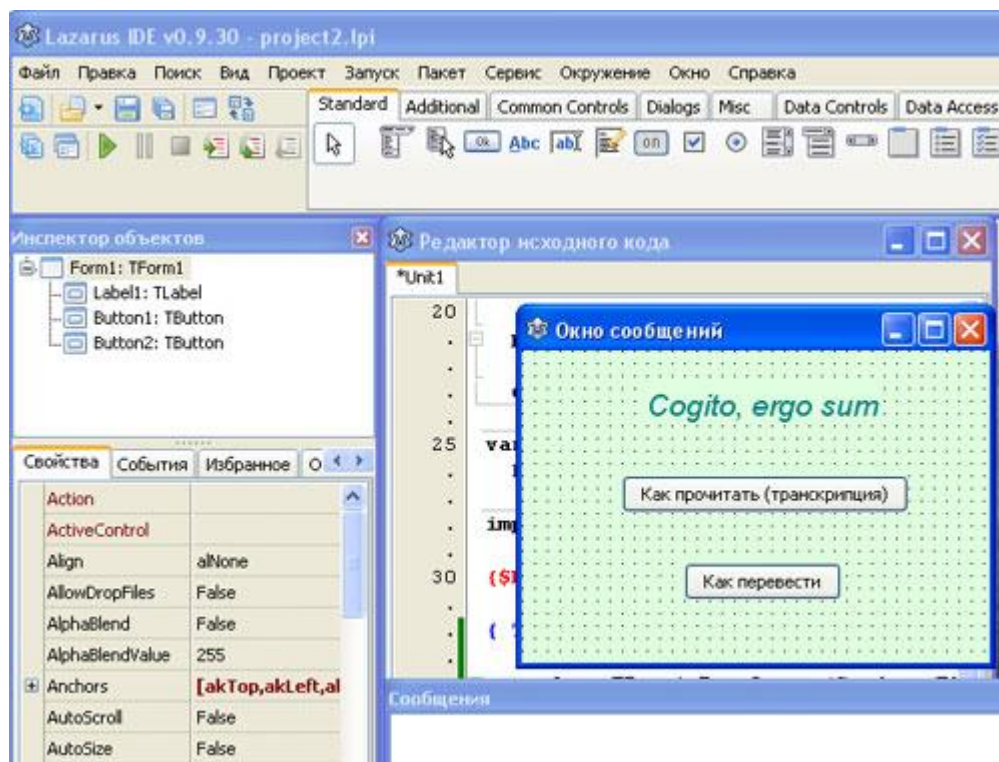 Lazarus IDE v0.9.30 - project2.lpi
Файл Правка Поиск Вид Проект Запуск Пакет Сервис Окружение Окно Справка
Standard Additional Common Controls Dialogs Misc Data Controls Data Access
Ok Abc abI on
Инспектор объектов
Form1: TForm1
Label1: TLabel
Button1: TButton
Button2: TButton
Свойства События Избранное О
Action
ActiveControl
Align alNone
AllowDropFiles False
AlphaBlend False
AlphaBlendValue 255
Anchors [akTop,akLeft,al
AutoScroll False
AutoSize False
Редактор исходного кода
*Unit1
20
25 var
imp
30 {$
{
Окно сообщений
Cogito, ergo sum
Как прочитать (транскрипция)
Как перевести
Сообщения